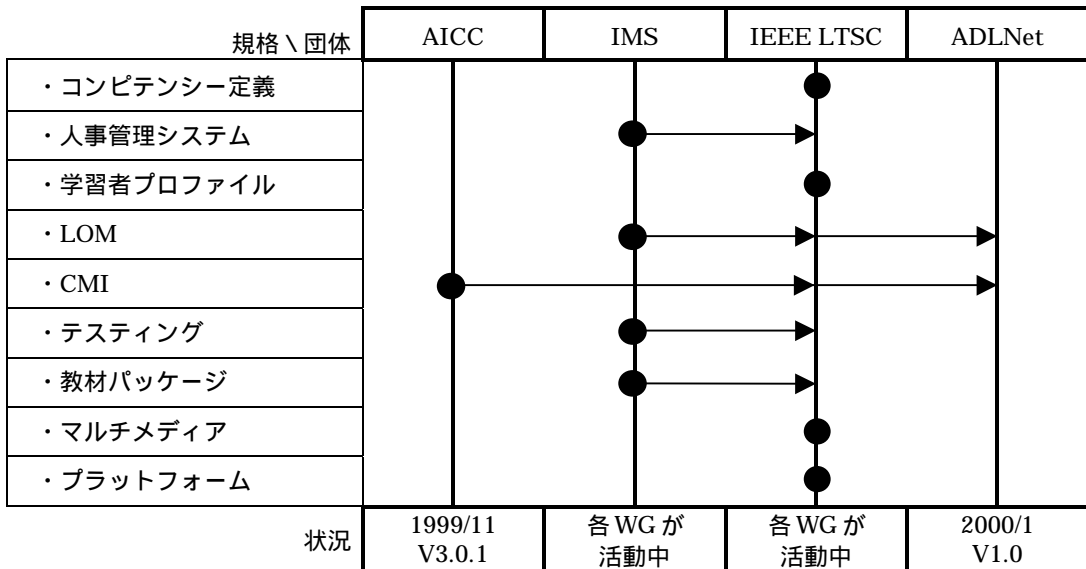 規格 \ 団体 AICC IMS IEEE LTSC ADLNet
・コンピテンシー定義
・人事管理システム
・学習者プロファイル
・LOM
・CMI
・テスティング
・教材パッケージ
・マルチメディア
・プラットフォーム
状況
1999/11
V3.0.1
各 WG が
活動中
各 WG が
活動中
2000/1
V1.0